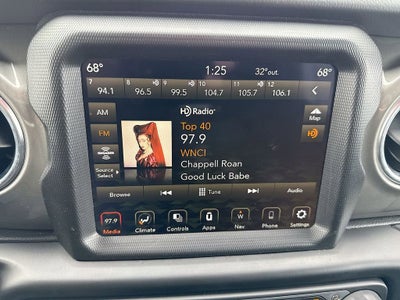 68° 1:25 32°out. 68°
7 8 9 10 11 12
94.1 96.5 99.5 104.7 105.7 106.1
AM
HD Radio
Map
Top 40
FM
97.9
HD
WNCI
SiriusXM
Chappell Roan
Source Select
Good Luck Babe
Browse Tune Audio
97.9
Media Climate Controls Apps Nav Phone Settings